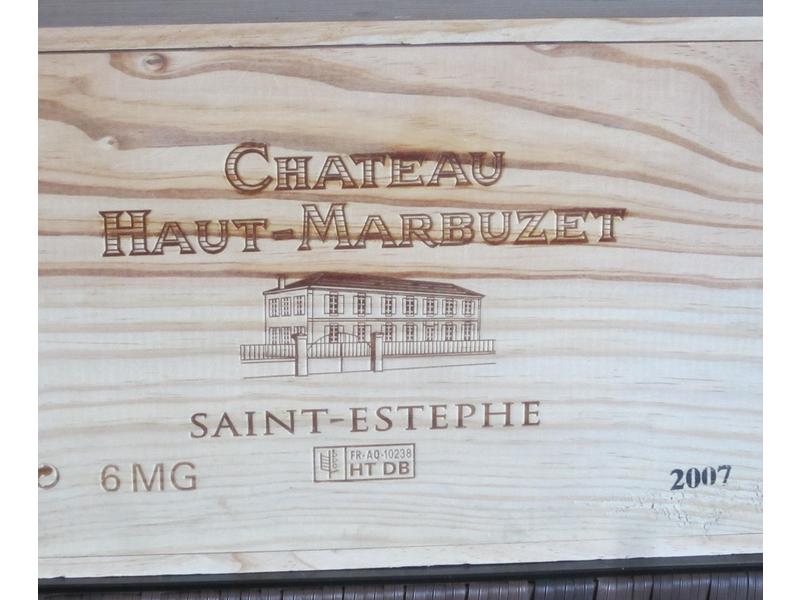 CHATEAU
HAUT-MARBUZET
SAINT-ESTEPHE
6 MG
FR-AQ-10238
HT DB
2007